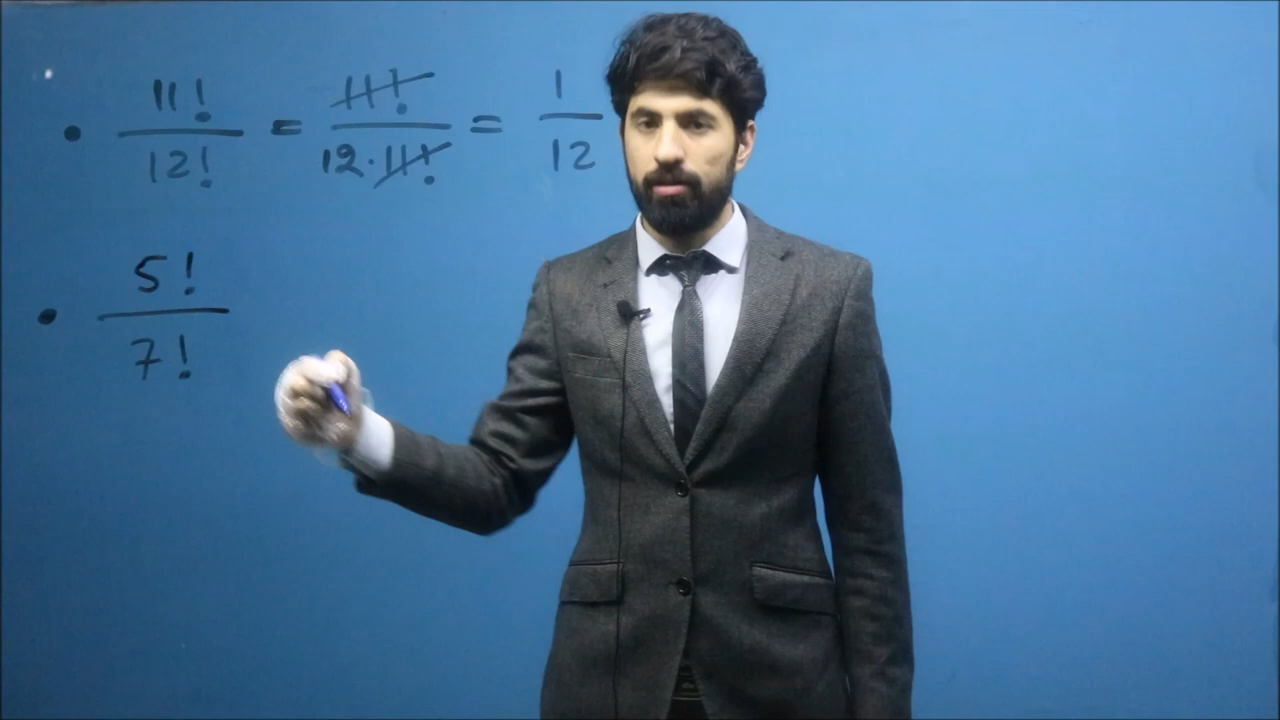 • 11! / 12! = 11! / 12·11! = 1 / 12
• 5! / 7!